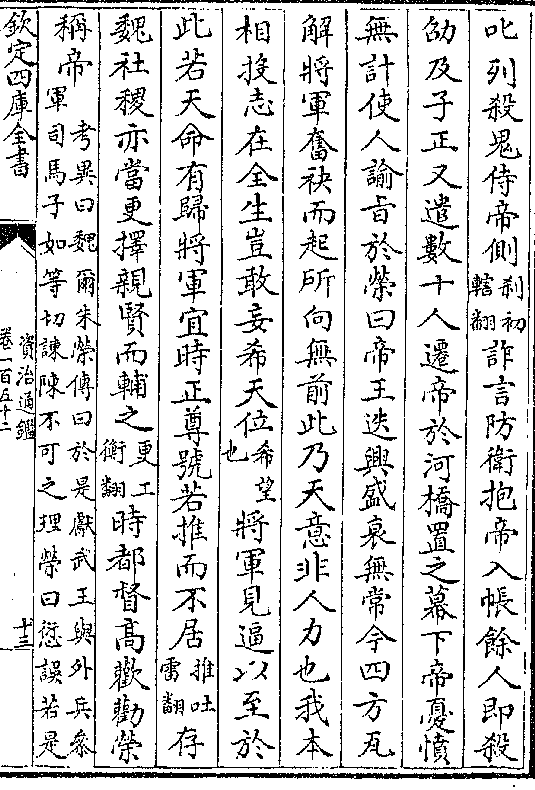 叱列殺鬼侍帝側刹初轄翻詐言防衛抱帝入帳餘人即殺
劭及子正又遣數十人遷帝於河橋置之幕下帝憂憤
無計使人諭旨於榮曰帝王迭興盛衰無常今四方瓦
解將軍奮袂而起所向無前此乃天意非人力也我本
相投志在全生豈敢妄希天位希望也將軍見逼以至於
此若天命有歸將軍宜時正尊號若推而不居推吐雷翻存
魏社稷亦當更擇親賢而輔之更工衡翻時都督高歡勸榮
稱帝考異曰魏爾朱榮傳曰於是獻武王與外兵參軍司馬子如等切諫陳不可之理榮曰愆誤若是
欽定四庫全書
資治通鑑
卷一百五十二
十三